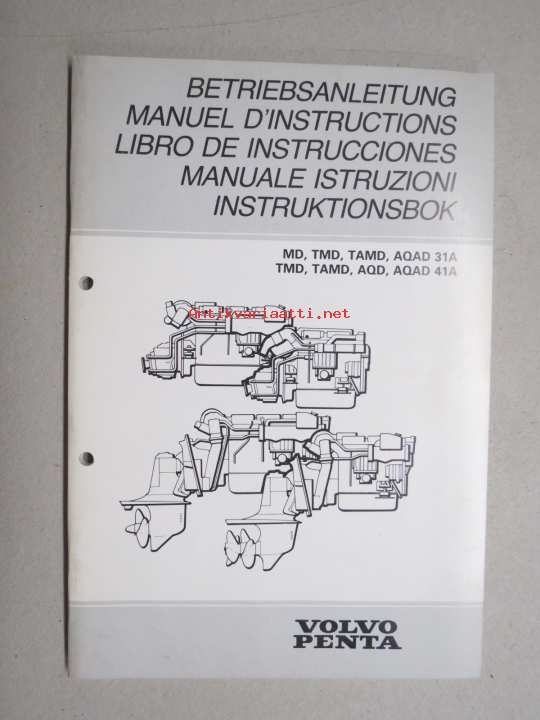 BETRIEBSANLEITUNG
MANUEL D'INSTRUCTIONS
LIBRO DE INSTRUCCIONES
MANUALE ISTRUZIONI
INSTRUKTIONSBOK
MD, TMD, TAMD, AQAD 31A
TMD, TAMD, AQD, AQAD 41A
Antikvariaatti.net
VOLVO
PENTA